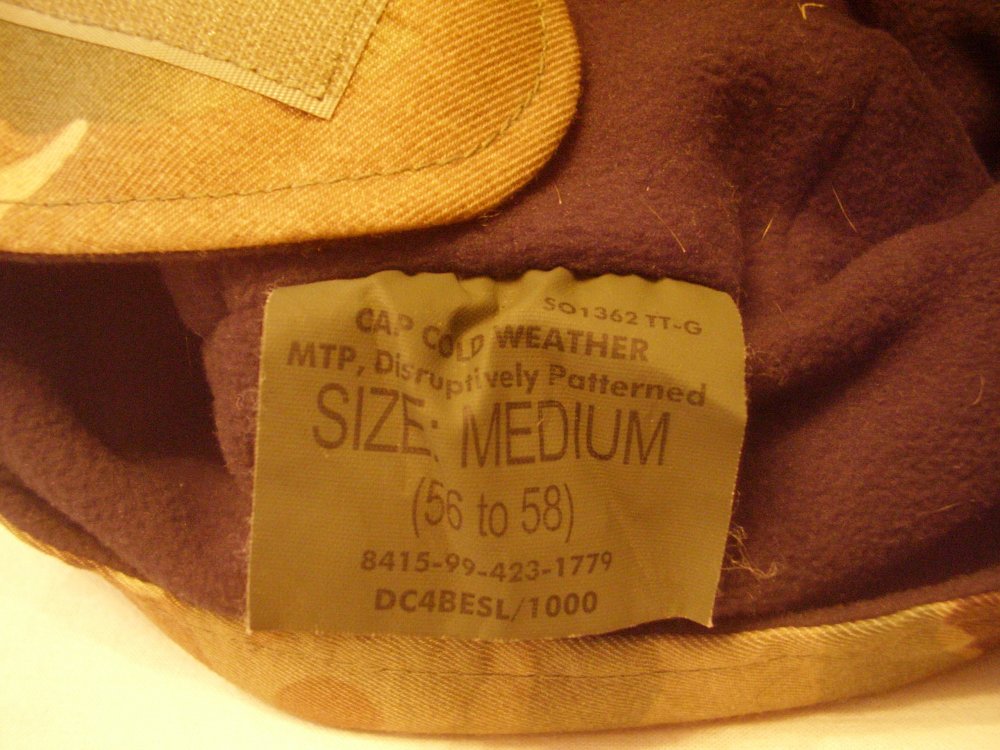 SO1362 TT-G
CAP COLD WEATHER
MTP, Disruptively Patterned
SIZE: MEDIUM
(56 to 58)
8415-99-423-1779
DC4BESL/1000